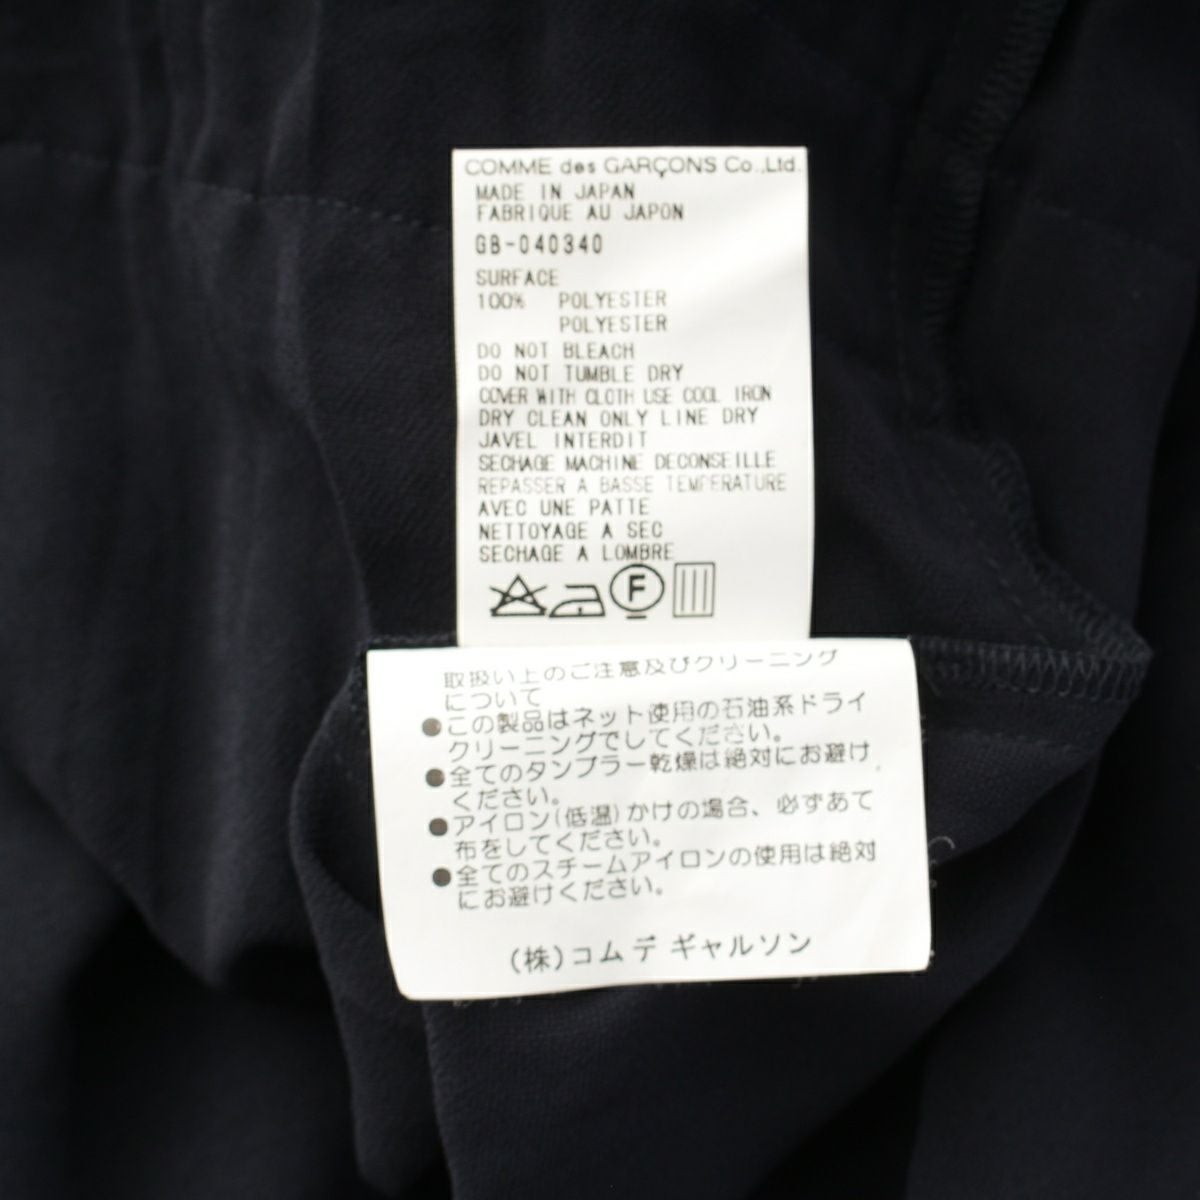 COMME des GARÇONS Co.,Ltd.
MADE IN JAPAN
FABRIQUE AU JAPON
GB-040340
SURFACE
100% POLYESTER
POLYESTER
DO NOT BLEACH
DO NOT TUMBLE DRY
COVER WITH CLOTH USE COOL IRON
DRY CLEAN ONLY LINE DRY
JAVEL INTERDIT
SECHAGE MACHINE DECONSEILLE
REPASSER A BASSE TEMPERATURE
AVEC UNE PATTE
NETTOYAGE A SEC
SECHAGE A LOMBRE
F
取扱い上のご注意及びクリーニング
について
●この製品はネット使用の石油系ドライ
クリーニングでしてください。
●全てのタンブラー乾燥は絶対にお避け
ください。
●アイロン(低温)かけの場合、必ずあて
布をしてください。
●全てのスチームアイロンの使用は絶対
にお避けください。
(株)コム デ ギャルソン